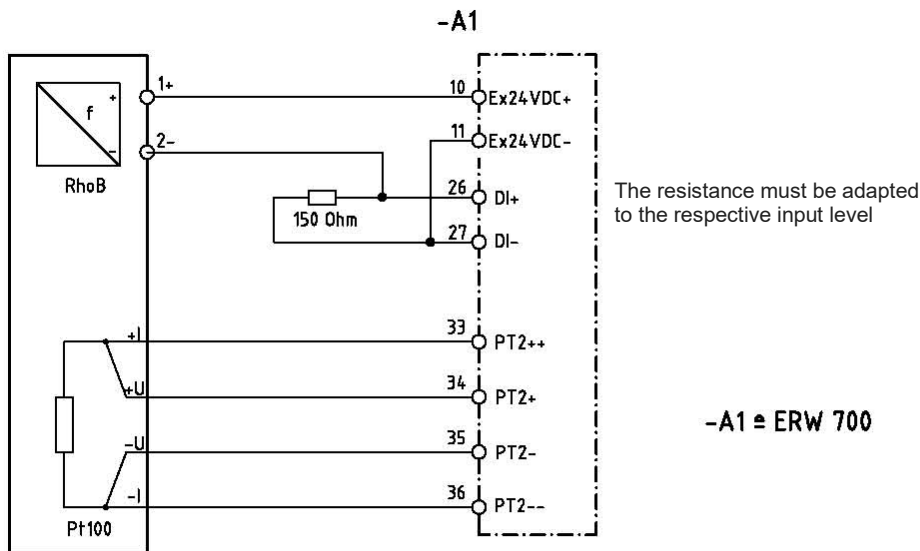 -A1
1+
10
Ex24VDC+
f
+
-
2-
11
Ex24VDC-
RhoB
26
DI+
150 Ohm
27
DI-
The resistance must be adapted
to the respective input level
+I
33
PT2++
+U
34
PT2+
-U
35
PT2-
-I
36
PT2--
Pt100
-A1 ≙ ERW 700